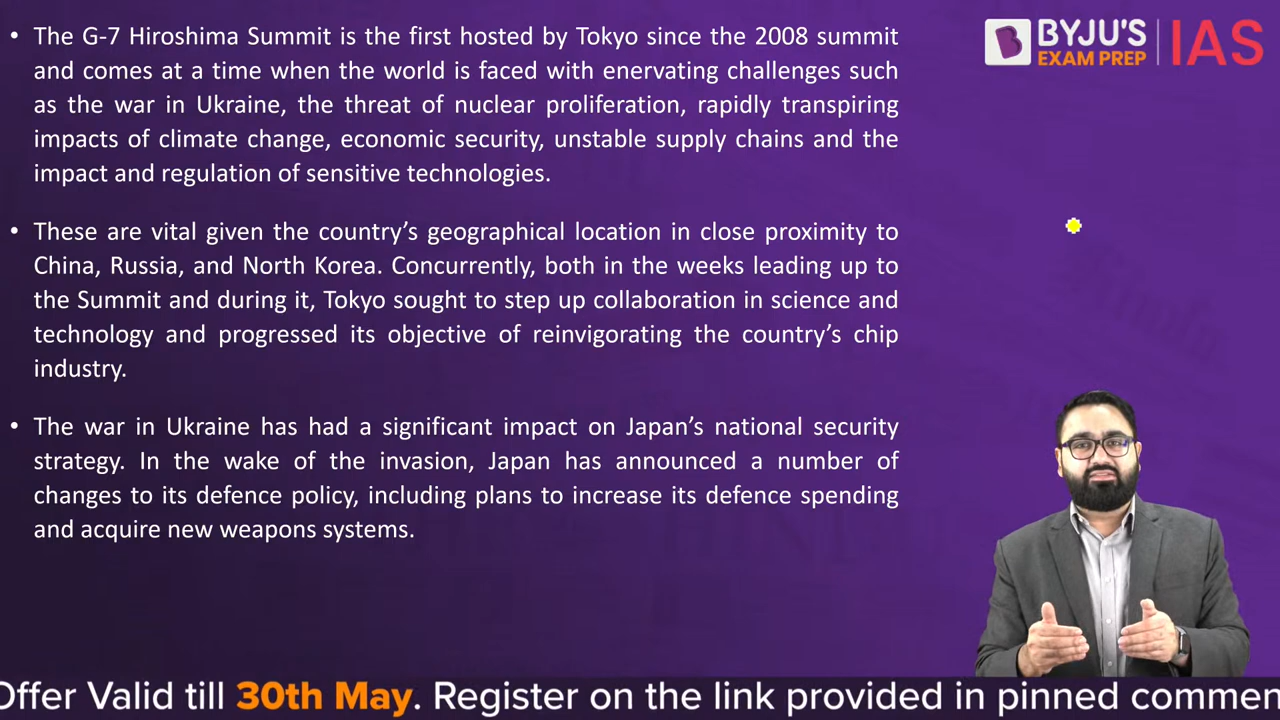 • The G-7 Hiroshima Summit is the first hosted by Tokyo since the 2008 summit
and comes at a time when the world is faced with enervating challenges such
as the war in Ukraine, the threat of nuclear proliferation, rapidly transpiring
impacts of climate change, economic security, unstable supply chains and the
impact and regulation of sensitive technologies.
• These are vital given the country’s geographical location in close proximity to
China, Russia, and North Korea. Concurrently, both in the weeks leading up to
the Summit and during it, Tokyo sought to step up collaboration in science and
technology and progressed its objective of reinvigorating the country’s chip
industry.
• The war in Ukraine has had a significant impact on Japan’s national security
strategy. In the wake of the invasion, Japan has announced a number of
changes to its defence policy, including plans to increase its defence spending
and acquire new weapons systems.
BYJU'S
EXAM PREP
IAS
Offer Valid till 30th May. Register on the link provided in pinned commen